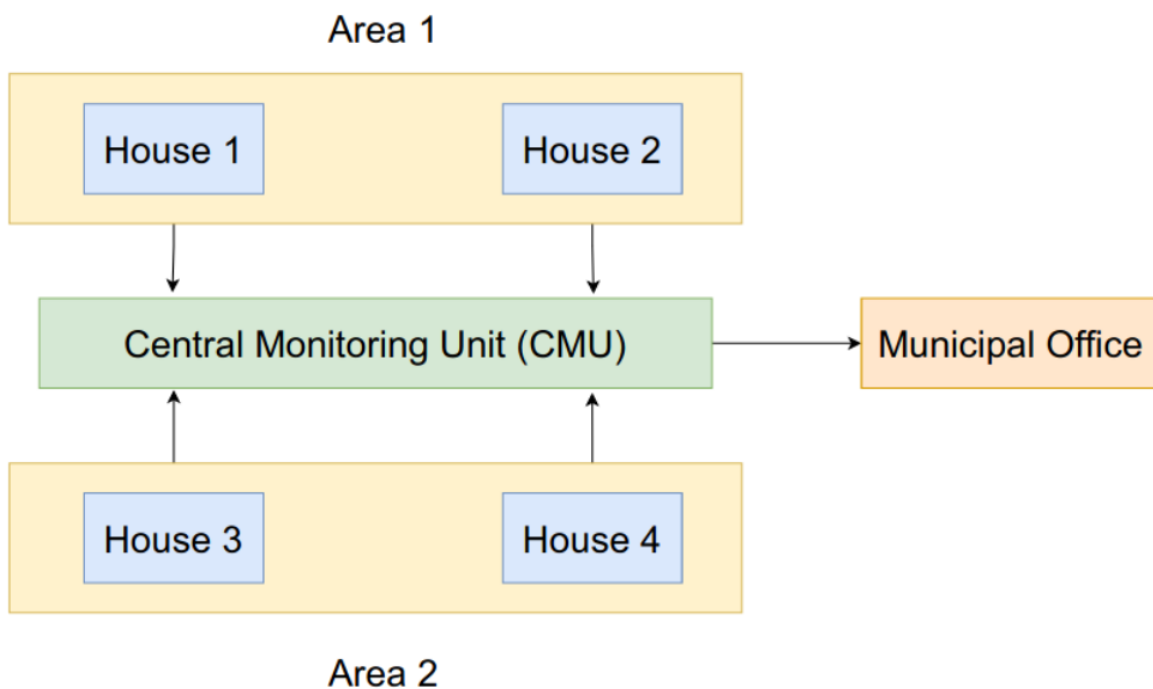 Area 1
House 1
House 2
Central Monitoring Unit (CMU)
Municipal Office
House 3
House 4
Area 2